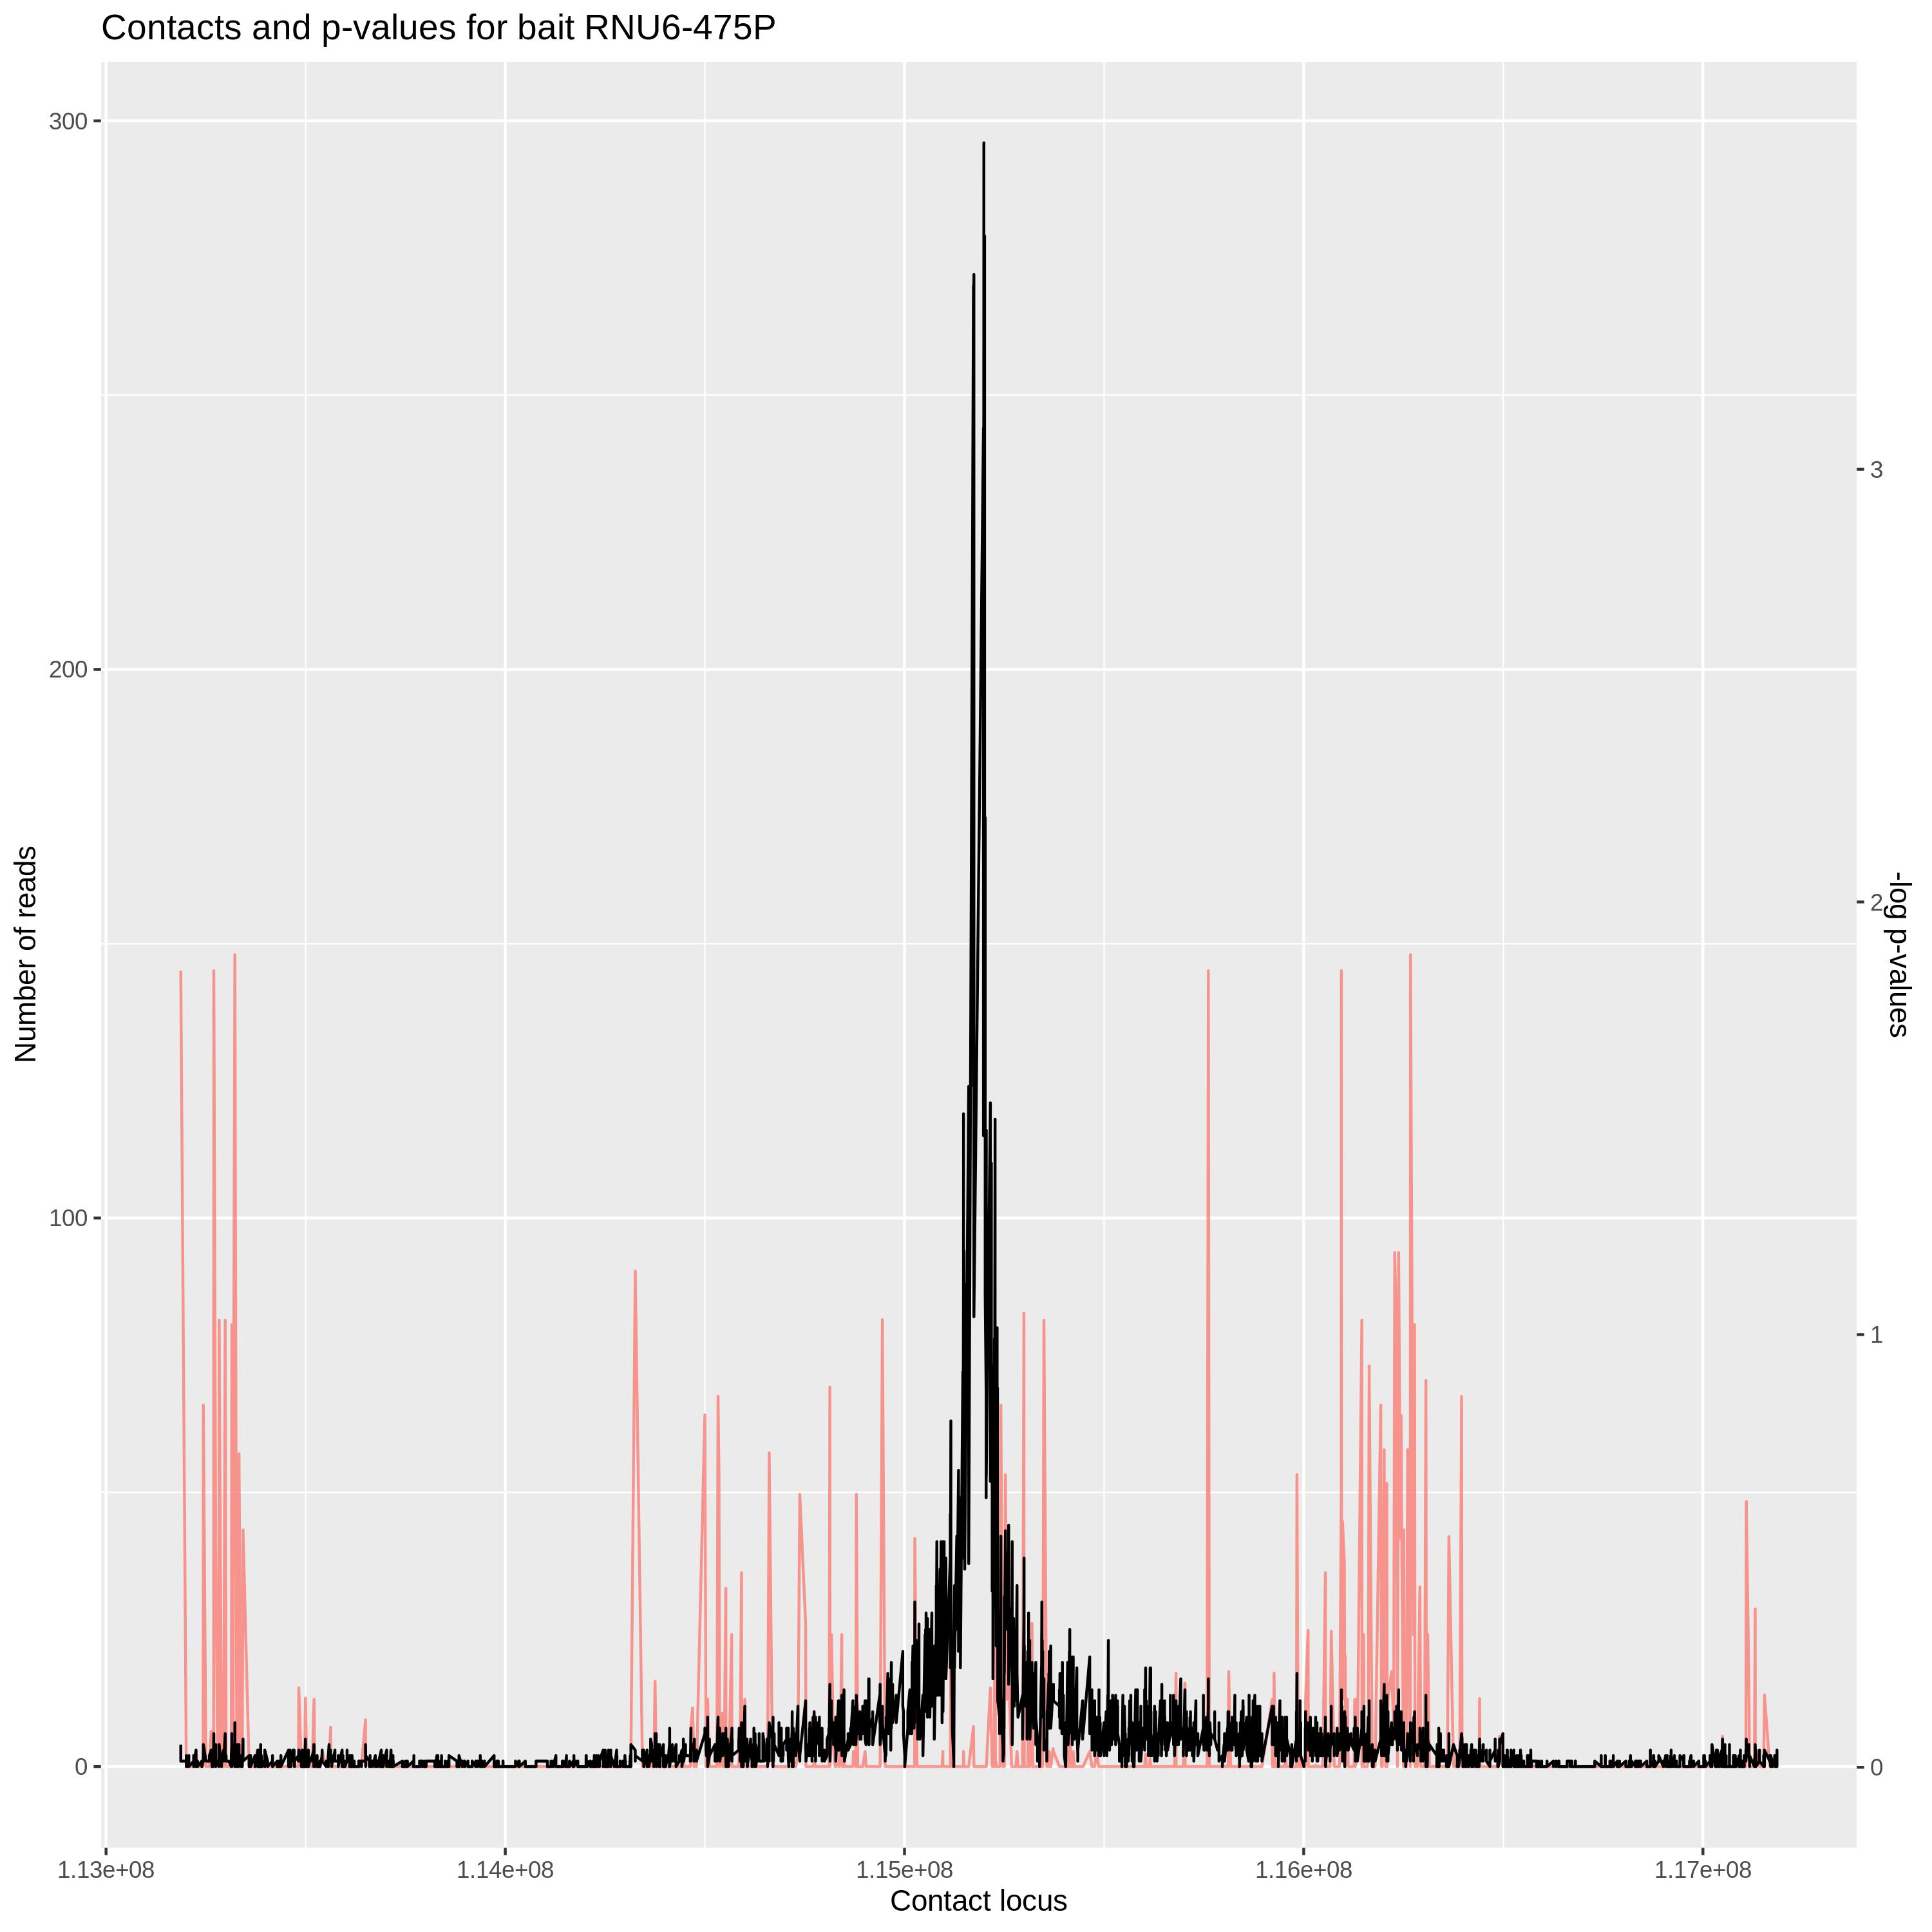 Contacts and p-values for bait RNU6-475P
300
200
100
0
Number of reads
3
2
1
0
-log p-values
1.13e+08
1.14e+08
1.15e+08
1.16e+08
1.17e+08
Contact locus